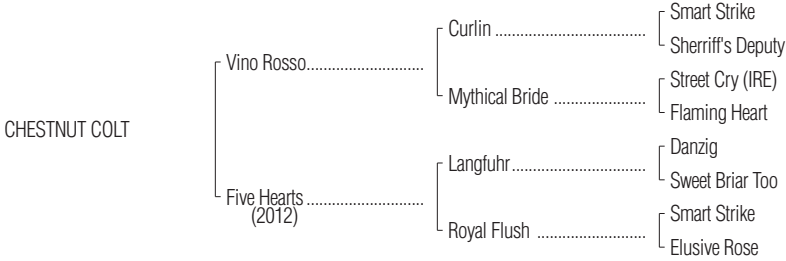 Smart Strike
Curlin ..................................
Sherriff's Deputy
Vino Rosso..........................
Street Cry (IRE)
Mythical Bride .....................
Flaming Heart
CHESTNUT COLT
Danzig
Langfuhr..............................
Sweet Briar Too
Five Hearts ..........................
(2012)
Smart Strike
Royal Flush .........................
Elusive Rose